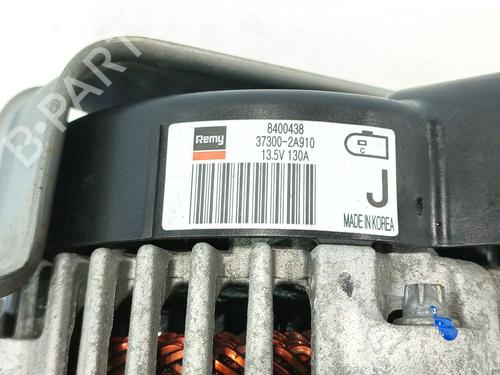 B-PARTS
Remy
8400438
37300-2A910
13.5V 130A
C
J
MADE IN KOREA